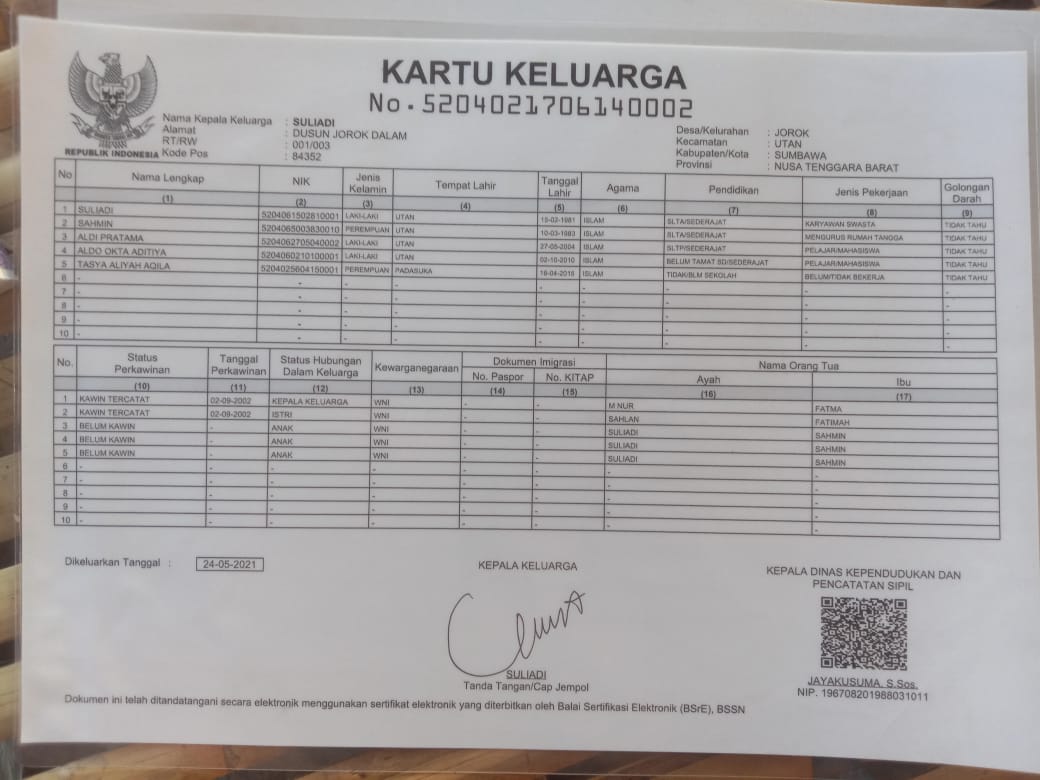 KARTU KELUARGA
No. 5204021706140002
REPUBLIK INDONESIA
Nama Kepala Keluarga : SULIADI
Alamat : DUSUN JOROK DALAM
RT/RW : 001/003
Kode Pos : 84352
Desa/Kelurahan : JOROK
Kecamatan : UTAN
Kabupaten/Kota : SUMBAWA
Provinsi : NUSA TENGGARA BARAT
No Nama Lengkap NIK Jenis Kelamin Tempat Lahir Tanggal Lahir Agama Pendidikan Jenis Pekerjaan Golongan Darah
(1) (2) (3) (4) (5) (6) (7) (8) (9)
1 SULIADI 5204061502810001 LAKI-LAKI UTAN 15-02-1981 ISLAM SLTA/SEDERAJAT KARYAWAN SWASTA TIDAK TAHU
2 SAHMIN 5204065003830010 PEREMPUAN UTAN 10-03-1983 ISLAM SLTA/SEDERAJAT MENGURUS RUMAH TANGGA TIDAK TAHU
3 ALDI PRATAMA 5204062705040002 LAKI-LAKI UTAN 27-05-2004 ISLAM SLTP/SEDERAJAT PELAJAR/MAHASISWA TIDAK TAHU
4 ALDO OKTA ADITIYA 5204060210100001 LAKI-LAKI UTAN 02-10-2010 ISLAM BELUM TAMAT SD/SEDERAJAT PELAJAR/MAHASISWA TIDAK TAHU
5 TASYA ALIYAH AQILA 5204025604150001 PEREMPUAN PADASUKA 16-04-2015 ISLAM TIDAK/BLM SEKOLAH BELUM/TIDAK BEKERJA TIDAK TAHU
6 - - - - - - - - -
7 - - - - - - - - -
8 - - - - - - - - -
9 - - - - - - - - -
10 - - - - - - - - -
No. Status Perkawinan Tanggal Perkawinan Status Hubungan Dalam Keluarga Kewarganegaraan Dokumen Imigrasi Nama Orang Tua
No. Paspor No. KITAP Ayah Ibu
(10) (11) (12) (13) (14) (15) (16) (17)
1 KAWIN TERCATAT 02-09-2002 KEPALA KELUARGA WNI - - M NUR FATMA
2 KAWIN TERCATAT 02-09-2002 ISTRI WNI - - SAHLAN FATIMAH
3 BELUM KAWIN - ANAK WNI - - SULIADI SAHMIN
4 BELUM KAWIN - ANAK WNI - - SULIADI SAHMIN
5 BELUM KAWIN - ANAK WNI - - SULIADI SAHMIN
6 - - - - - - - -
7 - - - - - - - -
8 - - - - - - - -
9 - - - - - - - -
10 - - - - - - - -
Dikeluarkan Tanggal : 24-05-2021
KEPALA KELUARGA
SULIADI
Tanda Tangan/Cap Jempol
KEPALA DINAS KEPENDUDUKAN DAN
PENCATATAN SIPIL
JAYAKUSUMA, S.Sos.
NIP. 196708201988031011
Dokumen ini telah ditandatangani secara elektronik menggunakan sertifikat elektronik yang diterbitkan oleh Balai Sertifikasi Elektronik (BSrE), BSSN